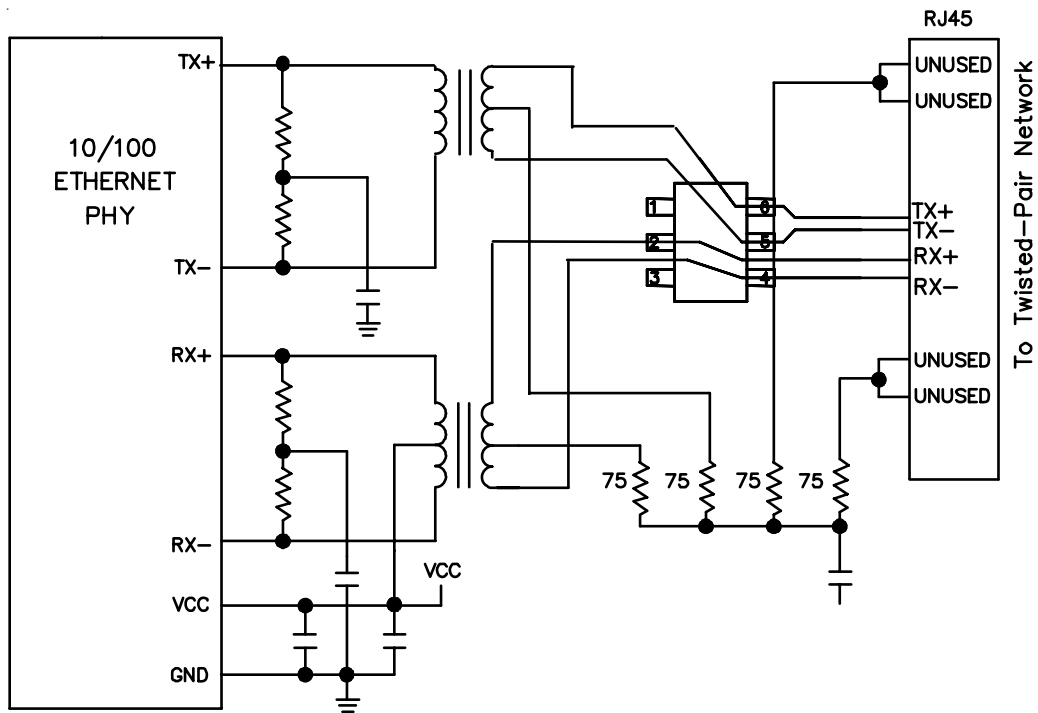 RJ45
TX+
UNUSED
UNUSED
10/100
ETHERNET
PHY
1
6
TX+
TX-
2
5
RX+
TX-
3
4
RX-
To Twisted-Pair Network
RX+
UNUSED
UNUSED
75
75
75
75
RX-
VCC
VCC
GND